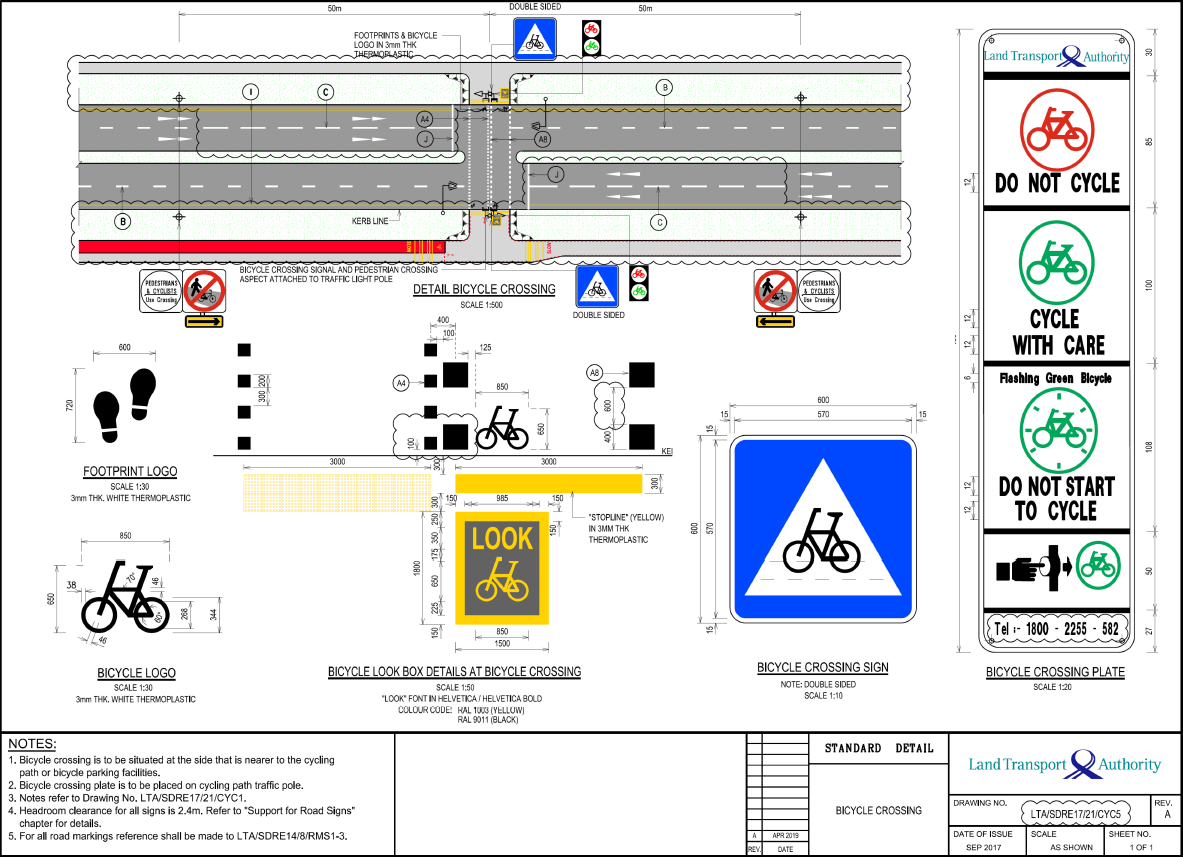 50m
DOUBLE SIDED
50m
FOOTPRINTS & BICYCLE
LOGO IN 3mm THK
THERMOPLASTIC
I
C
B
A4
J
A8
J
B
C
KERB LINE
SLOW
BICYCLE CROSSING SIGNAL AND PEDESTRIAN CROSSING
ASPECT ATTACHED TO TRAFFIC LIGHT POLE
DETAIL BICYCLE CROSSING
SCALE 1:500
DOUBLE SIDED
PEDESTRIANS
& CYCLISTS
Use Crossing
PEDESTRIANS
& CYCLISTS
Use Crossing
600
720
FOOTPRINT LOGO
SCALE 1:30
3mm THK. WHITE THERMOPLASTIC
850
38
70°
46
650
60°
268
344
46
BICYCLE LOGO
SCALE 1:30
3mm THK. WHITE THERMOPLASTIC
400
100
125
200
300
A4
850
A8
600
650
100
400
KE
3000
300
3000
300
150
985
150
300
250
350
175
650
225
150
1800
150
LOOK
850
1500
"STOPLINE" (YELLOW)
IN 3MM THK
THERMOPLASTIC
BICYCLE LOOK BOX DETAILS AT BICYCLE CROSSING
SCALE 1:50
"LOOK" FONT IN HELVETICA / HELVETICA BOLD
COLOUR CODE: RAL 1003 (YELLOW)
RAL 9011 (BLACK)
600
15
570
15
15
600
570
15
BICYCLE CROSSING SIGN
NOTE: DOUBLE SIDED
SCALE 1:10
Land Transport Authority
DO NOT CYCLE
CYCLE
WITH CARE
Flashing Green Bicycle
DO NOT START
TO CYCLE
Tel :- 1800 - 2255 - 582
12
12
12
6
12
12
30
85
100
108
50
27
BICYCLE CROSSING PLATE
SCALE 1:20
NOTES:
1. Bicycle crossing is to be situated at the side that is nearer to the cycling
path or bicycle parking facilities.
2. Bicycle crossing plate is to be placed on cycling path traffic pole.
3. Notes refer to Drawing No. LTA/SDRE17/21/CYC1.
4. Headroom clearance for all signs is 2.4m. Refer to "Support for Road Signs"
chapter for details.
5. For all road markings reference shall be made to LTA/SDRE14/8/RMS1-3.
A APR 2019
REV. DATE
STANDARD DETAIL
BICYCLE CROSSING
Land Transport Authority
DRAWING NO.
LTA/SDRE17/21/CYC5
REV.
A
DATE OF ISSUE
SEP 2017
SCALE
AS SHOWN
SHEET NO.
1 OF 1